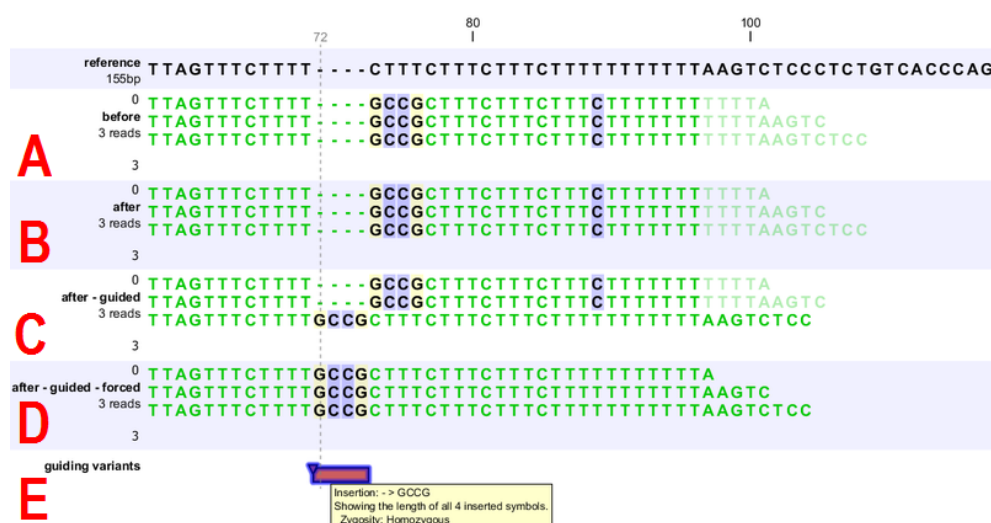 80
100
72
reference
155bp
TTAGTTTCTTTT----CTTTCTTTCTTTCTTTTTTTTTTTAAGTCTCCCTCTGTCACCCAG
A
0
before
3 reads
3
TTAGTTTCTTTT----GCCGCTTTCTTTCTTTCTTTTTTTTTTTA
TTAGTTTCTTTT----GCCGCTTTCTTTCTTTCTTTTTTTTTTTAAGTC
TTAGTTTCTTTT----GCCGCTTTCTTTCTTTCTTTTTTTTTTTAAGTCTCC
B
0
after
3 reads
3
TTAGTTTCTTTT----GCCGCTTTCTTTCTTTCTTTTTTTTTTTA
TTAGTTTCTTTT----GCCGCTTTCTTTCTTTCTTTTTTTTTTTAAGTC
TTAGTTTCTTTT----GCCGCTTTCTTTCTTTCTTTTTTTTTTTAAGTCTCC
C
0
after - guided
3 reads
3
TTAGTTTCTTTT----GCCGCTTTCTTTCTTTCTTTTTTTTTTTA
TTAGTTTCTTTT----GCCGCTTTCTTTCTTTCTTTTTTTTTTTAAGTC
TTAGTTTCTTTTGCCGCTTTCTTTCTTTCTTTTTTTTTTTAAGTCTCC
D
0
after - guided - forced
3 reads
3
TTAGTTTCTTTTGCCGCTTTCTTTCTTTCTTTTTTTTTTTA
TTAGTTTCTTTTGCCGCTTTCTTTCTTTCTTTTTTTTTTTAAGTC
TTAGTTTCTTTTGCCGCTTTCTTTCTTTCTTTTTTTTTTTAAGTCTCC
E
guiding variants
Insertion: - > GCCG
Showing the length of all 4 inserted symbols.
Zygosity: Homozygous